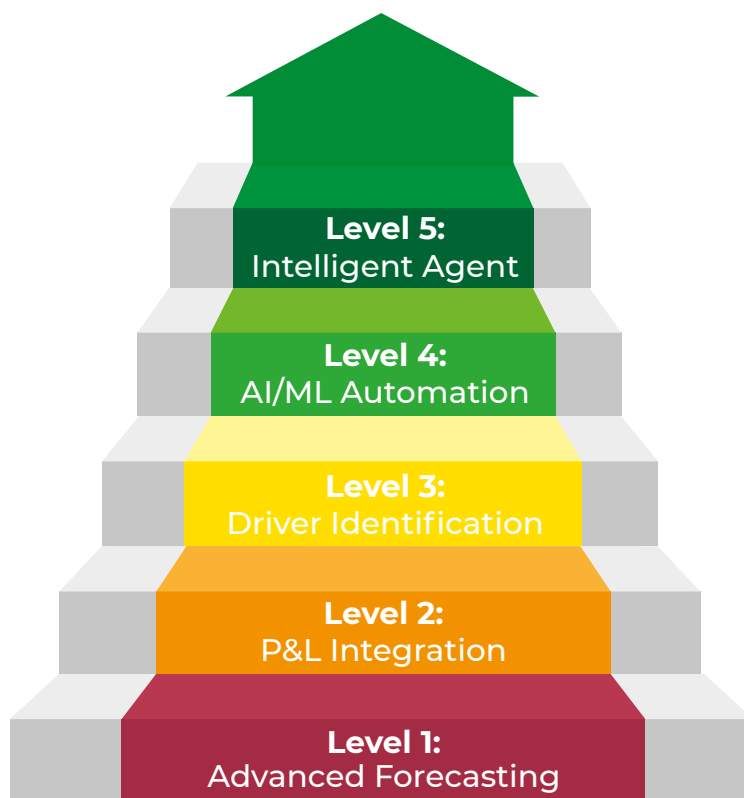 Level 5:
Intelligent Agent
Level 4:
AI/ML Automation
Level 3:
Driver Identification
Level 2:
P&L Integration
Level 1:
Advanced Forecasting